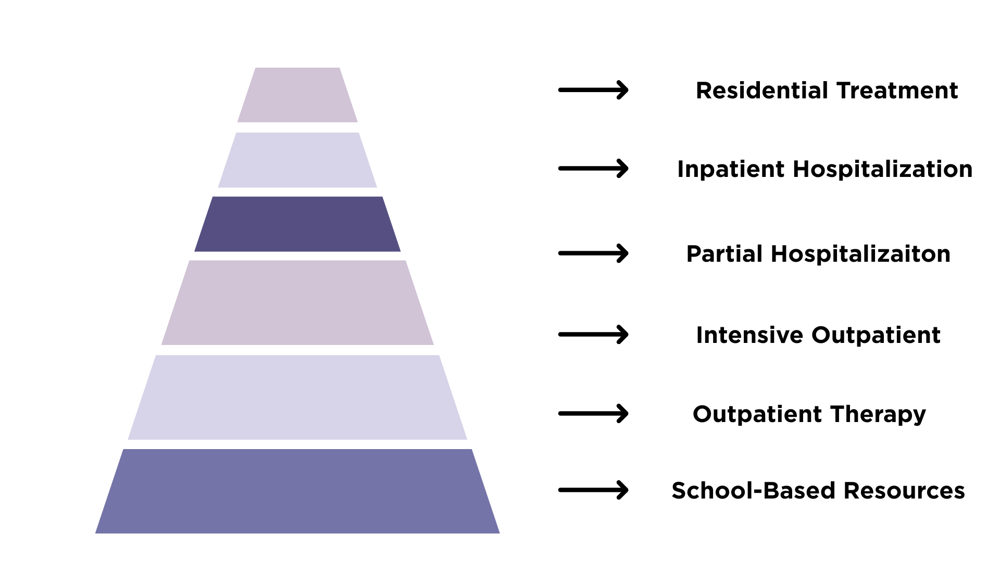 Residential Treatment
Inpatient Hospitalization
Partial Hospitalizaiton
Intensive Outpatient
Outpatient Therapy
School-Based Resources